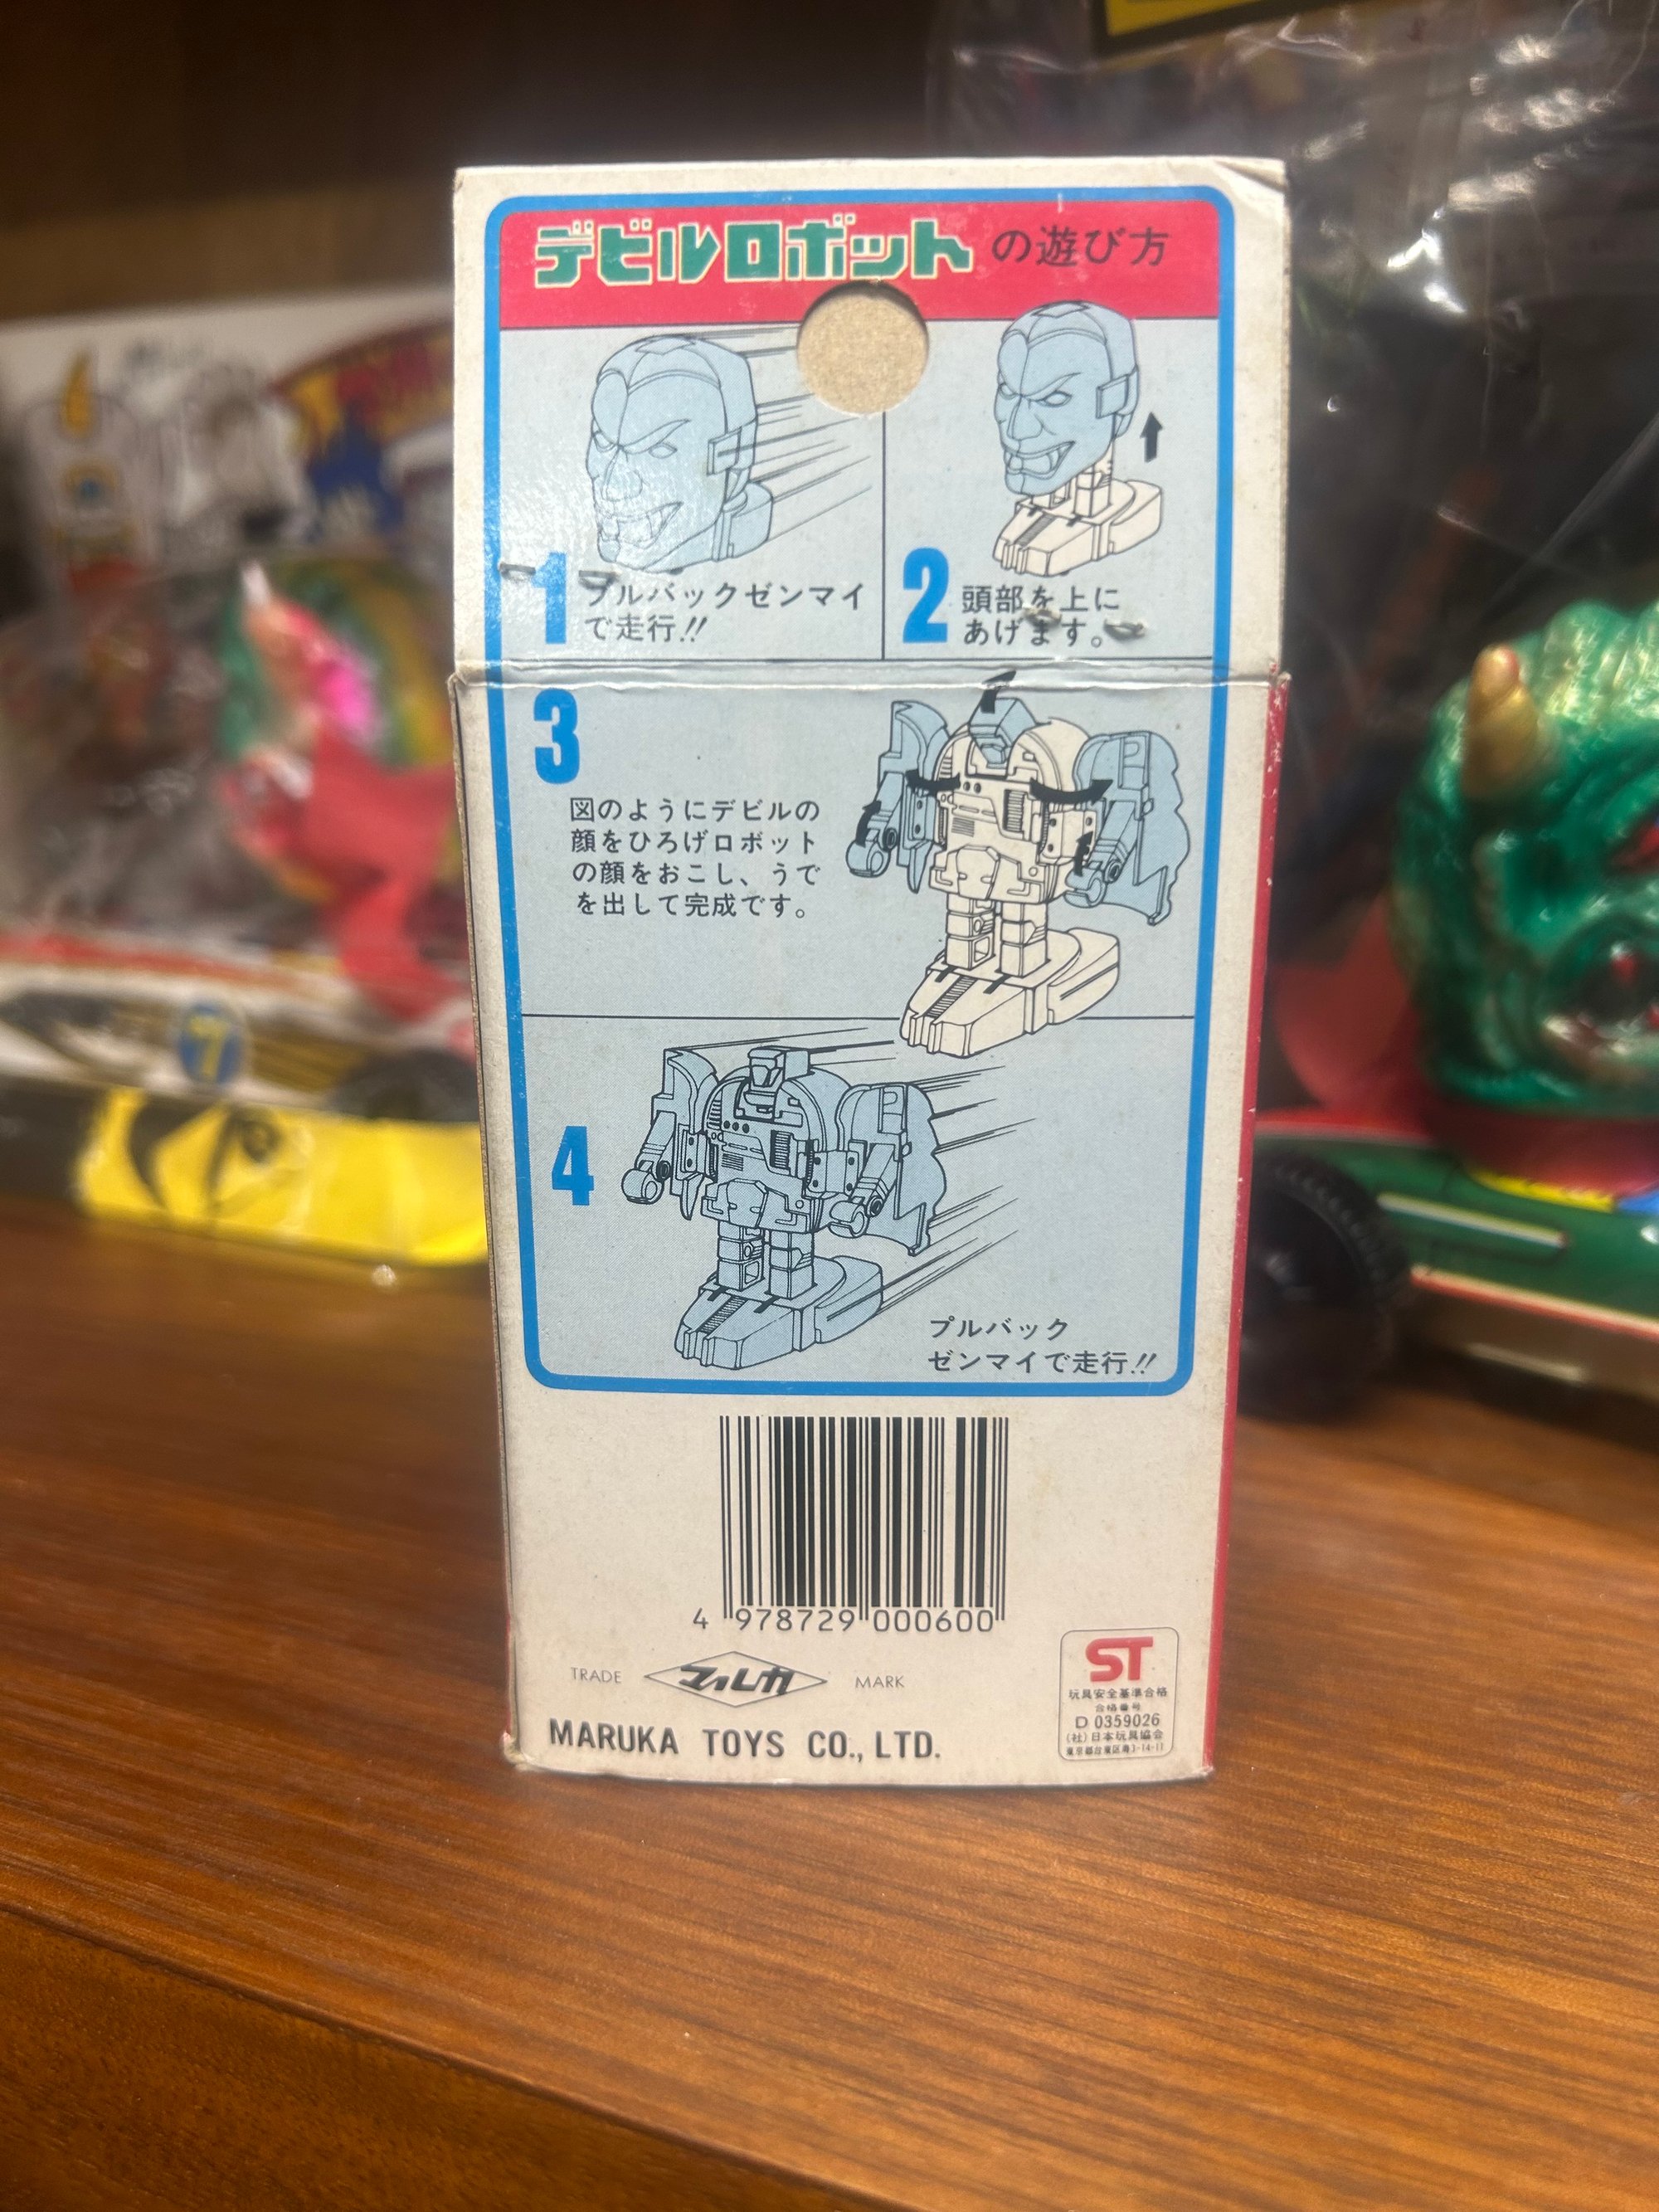 デビルロボットの遊び方
1 プルバックゼンマイ
で走行!!
2 頭部を上に
あげます。
3
図のようにデビルの
顔をひろげロボット
の顔をおこし、うで
を出して完成です。
4
プルバック
ゼンマイで走行!!
4 978729 000600
TRADE マルカ MARK
MARUKA TOYS CO., LTD.
ST
玩具安全基準合格
合格番号
D 0359026
(社)日本玩具協会
7